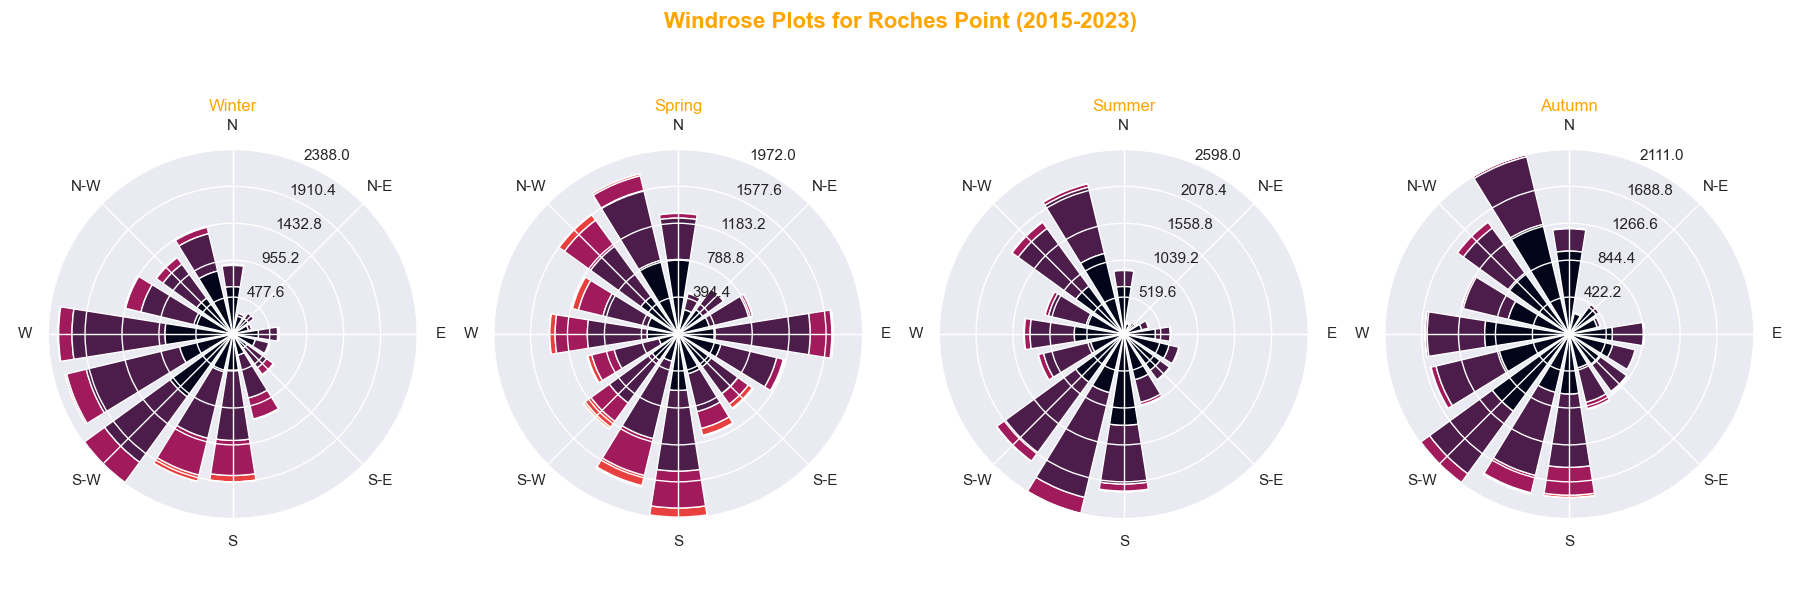 Windrose Plots for Roches Point (2015-2023)
Winter
N
N-W
N-E
W
E
S-W
S-E
S
2388.0
1910.4
1432.8
955.2
477.6
Spring
N
N-W
N-E
W
E
S-W
S-E
S
1972.0
1577.6
1183.2
788.8
394.4
Summer
N
N-W
N-E
W
E
S-W
S-E
S
2598.0
2078.4
1558.8
1039.2
519.6
Autumn
N
N-W
N-E
W
E
S-W
S-E
S
2111.0
1688.8
1266.6
844.4
422.2